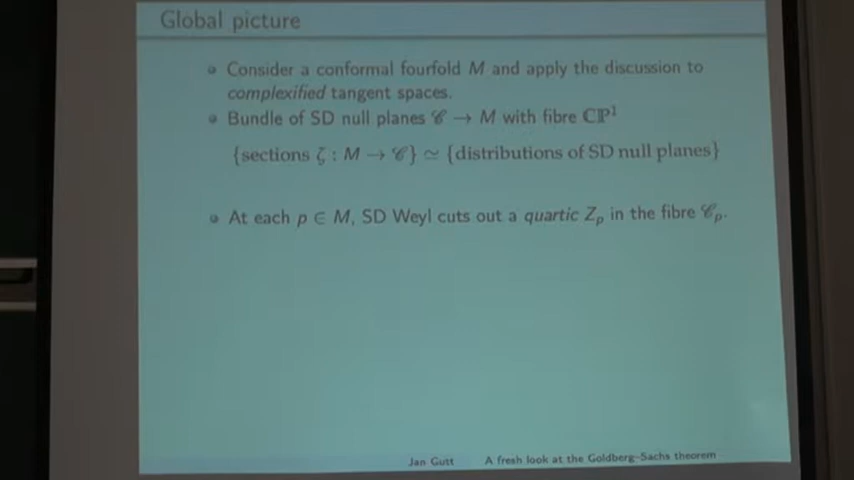 Global picture
Consider a conformal fourfold M and apply the discussion to
complexified tangent spaces.
Bundle of SD null planes 𝒞 → M with fibre ℂℙ¹
{sections ζ : M → 𝒞} ≃ {distributions of SD null planes}
At each p ∈ M, SD Weyl cuts out a quartic Zₚ in the fibre 𝒞ₚ.
Jan Gutt A fresh look at the Goldberg–Sachs theorem